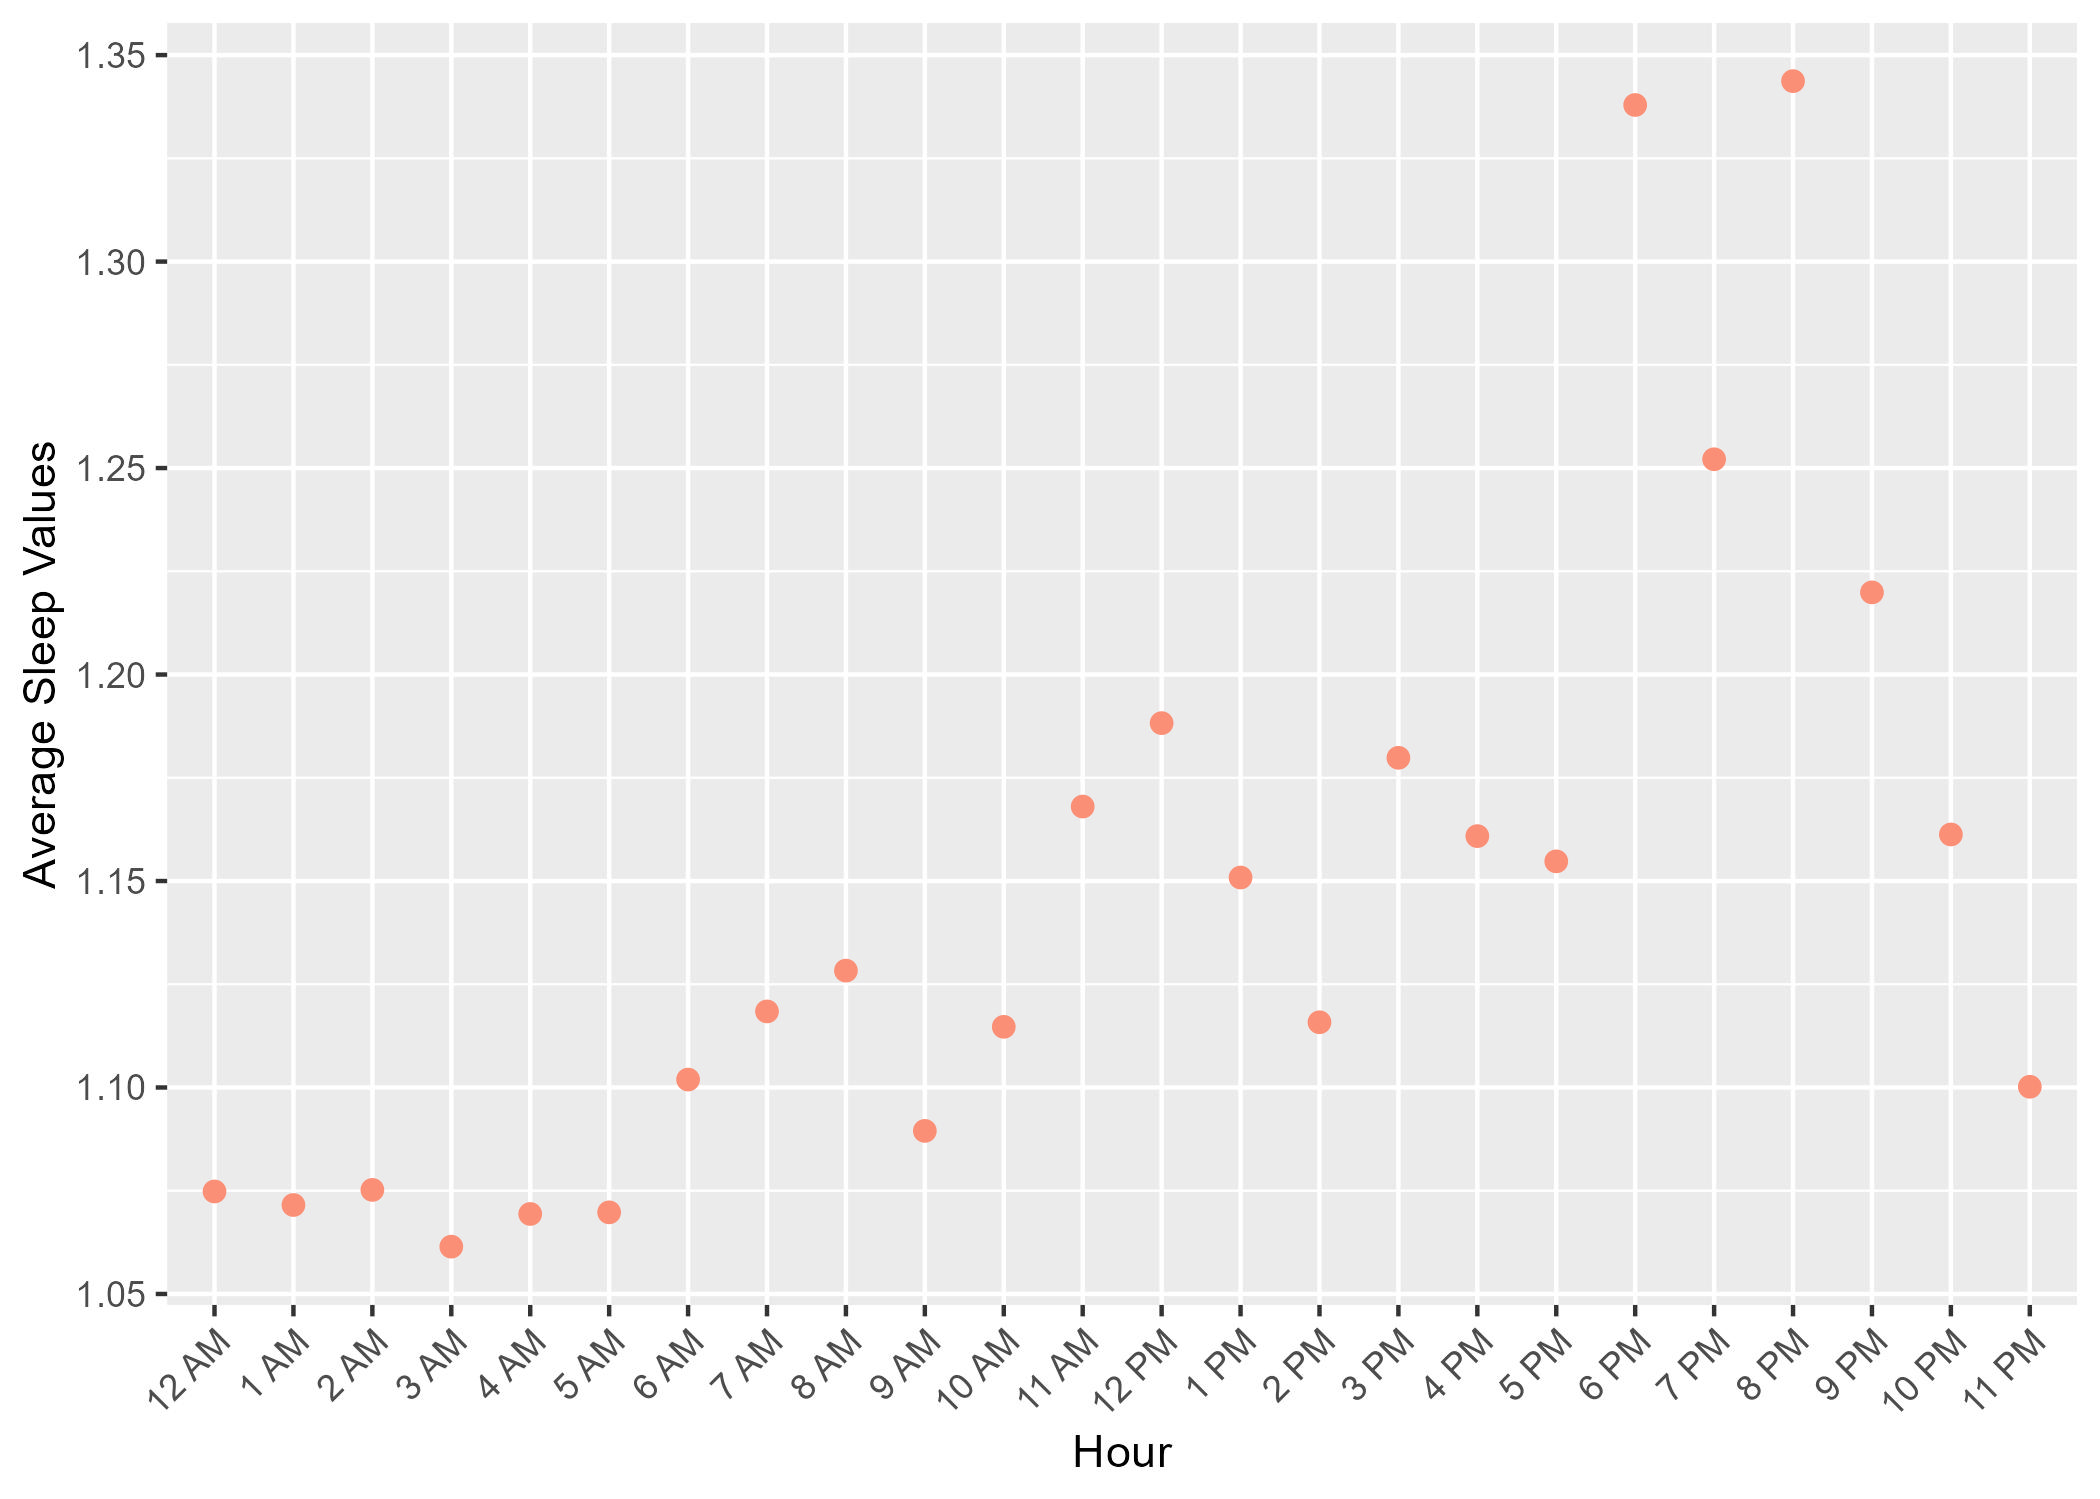 1.35
1.30
1.25
1.20
1.15
1.10
1.05
Average Sleep Values
12 AM
1 AM
2 AM
3 AM
4 AM
5 AM
6 AM
7 AM
8 AM
9 AM
10 AM
11 AM
12 PM
1 PM
2 PM
3 PM
4 PM
5 PM
6 PM
7 PM
8 PM
9 PM
10 PM
11 PM
Hour